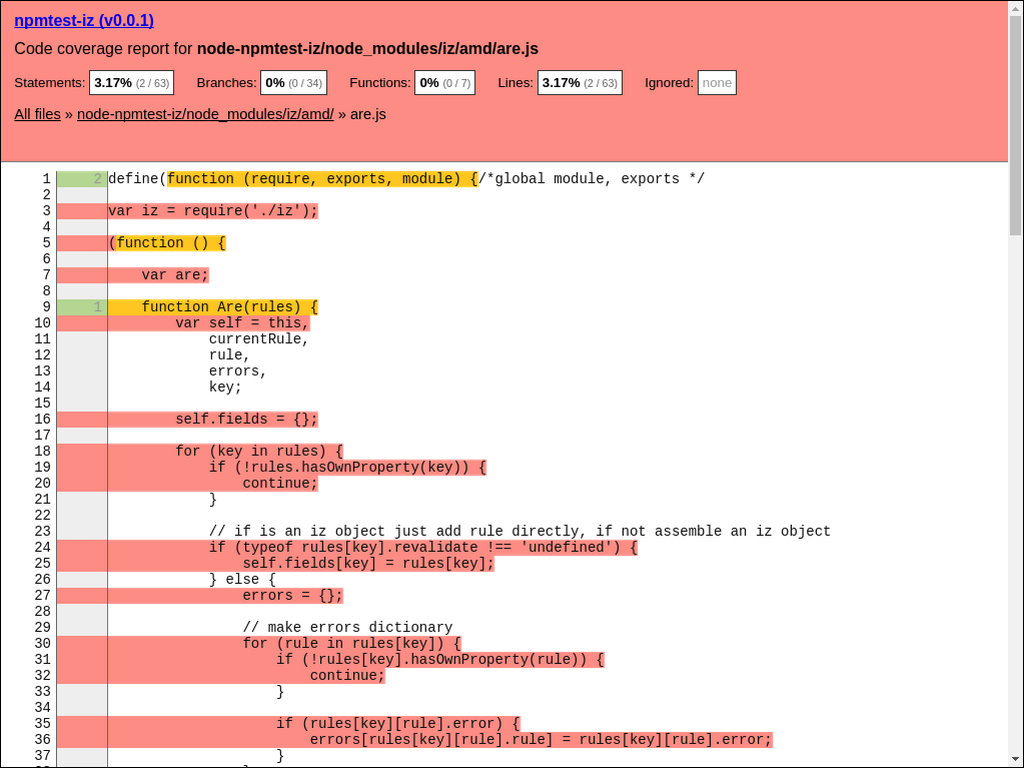 npmtest-iz (v0.0.1)
Code coverage report for node-npmtest-iz/node_modules/iz/amd/are.js
Statements: 3.17% (2 / 63) Branches: 0% (0 / 34) Functions: 0% (0 / 7) Lines: 3.17% (2 / 63) Ignored: none
All files » node-npmtest-iz/node_modules/iz/amd/ » are.js
1 2 define(function (require, exports, module) {/*global module, exports */
2
3 var iz = require('./iz');
4
5 (function () {
6
7     var are;
8
9 1     function Are(rules) {
10         var self = this,
11             currentRule,
12             rule,
13             errors,
14             key;
15
16         self.fields = {};
17
18         for (key in rules) {
19             if (!rules.hasOwnProperty(key)) {
20                 continue;
21             }
22
23             // if is an iz object just add rule directly, if not assemble an iz object
24             if (typeof rules[key].revalidate !== 'undefined') {
25                 self.fields[key] = rules[key];
26             } else {
27                 errors = {};
28
29                 // make errors dictionary
30                 for (rule in rules[key]) {
31                     if (!rules[key].hasOwnProperty(rule)) {
32                         continue;
33                     }
34
35                     if (rules[key][rule].error) {
36                         errors[rules[key][rule].rule] = rules[key][rule].error;
37                     }